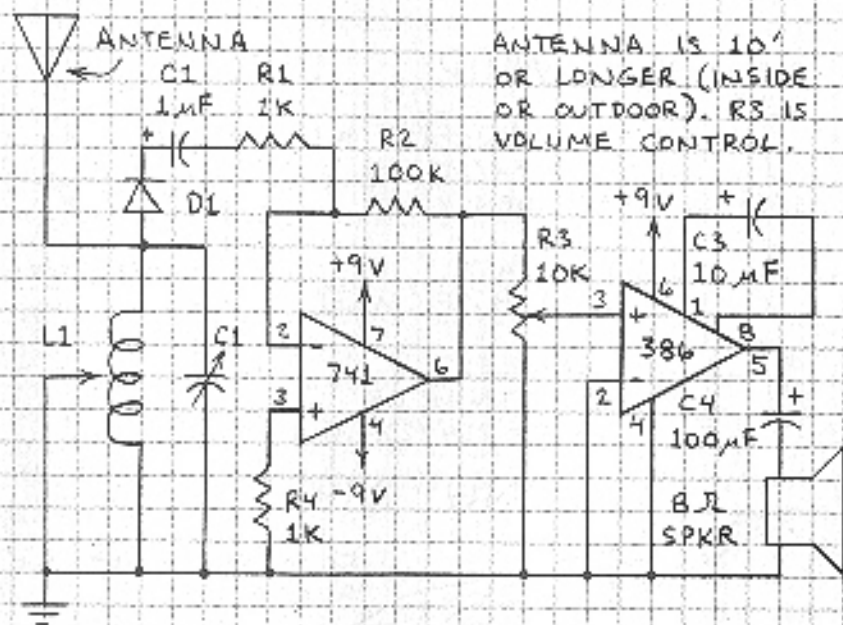 ANTENNA
C1
1µF
R1
1K
ANTENNA IS 10'
OR LONGER (INSIDE
OR OUTDOOR). R3 IS
VOLUME CONTROL.
R2
100K
+
D1
+9V
+9V
+
C3
10µF
R3
10K
6
1
8
3
+
386
5
-
2
4
C4
100µF
+
L1
C1
2
-
7
741
6
3
+
4
-9V
R4
1K
8Ω
SPKR